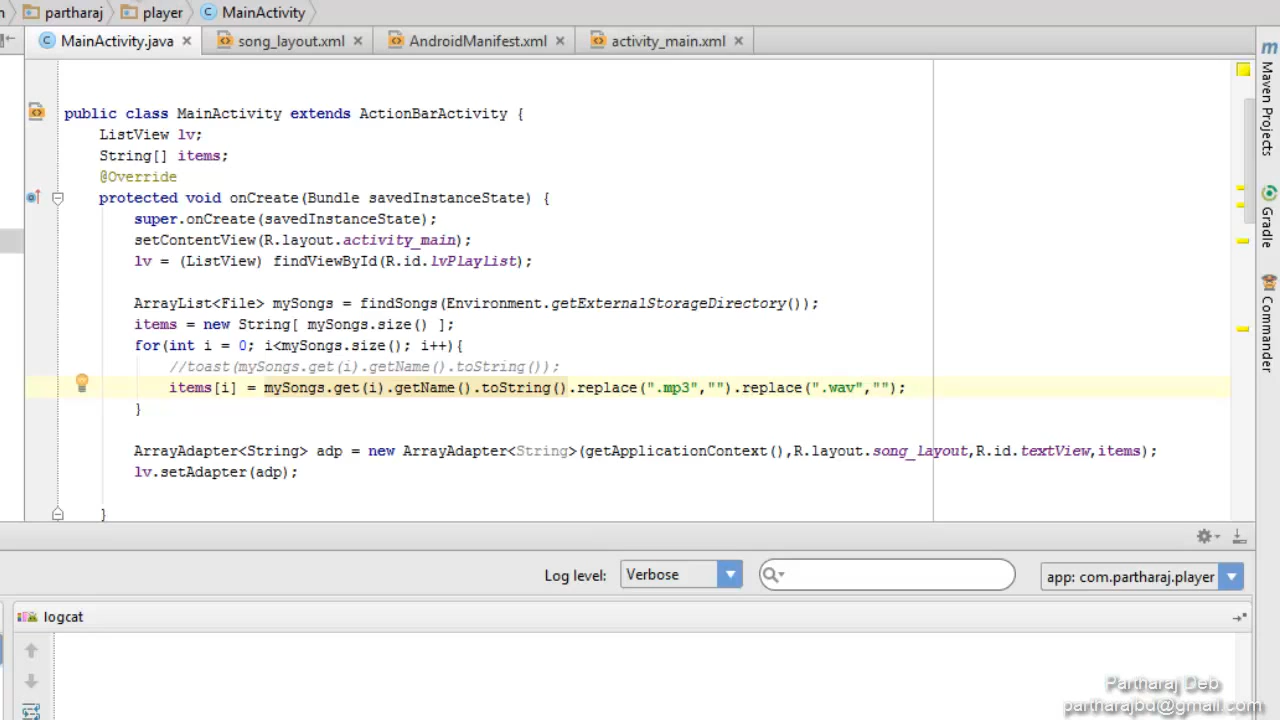 partharaj player MainActivity
MainActivity.java song_layout.xml AndroidManifest.xml activity_main.xml
public class MainActivity extends ActionBarActivity {
ListView lv;
String[] items;
@Override
protected void onCreate(Bundle savedInstanceState) {
super.onCreate(savedInstanceState);
setContentView(R.layout.activity_main);
lv = (ListView) findViewById(R.id.lvPlaylist);
ArrayList<File> mySongs = findSongs(Environment.getExternalStorageDirectory());
items = new String[ mySongs.size() ];
for(int i = 0; i<mySongs.size(); i++){
//toast(mySongs.get(i).getName().toString());
items[i] = mySongs.get(i).getName().toString().replace(".mp3","").replace(".wav","");
}
ArrayAdapter<String> adp = new ArrayAdapter<String>(getApplicationContext(),R.layout.song_layout,R.id.textView,items);
lv.setAdapter(adp);
}
Maven Projects
Gradle
Commander
Log level: Verbose app: com.partharaj.player
logcat
Partharaj Deb
partharajbd@gmail.com